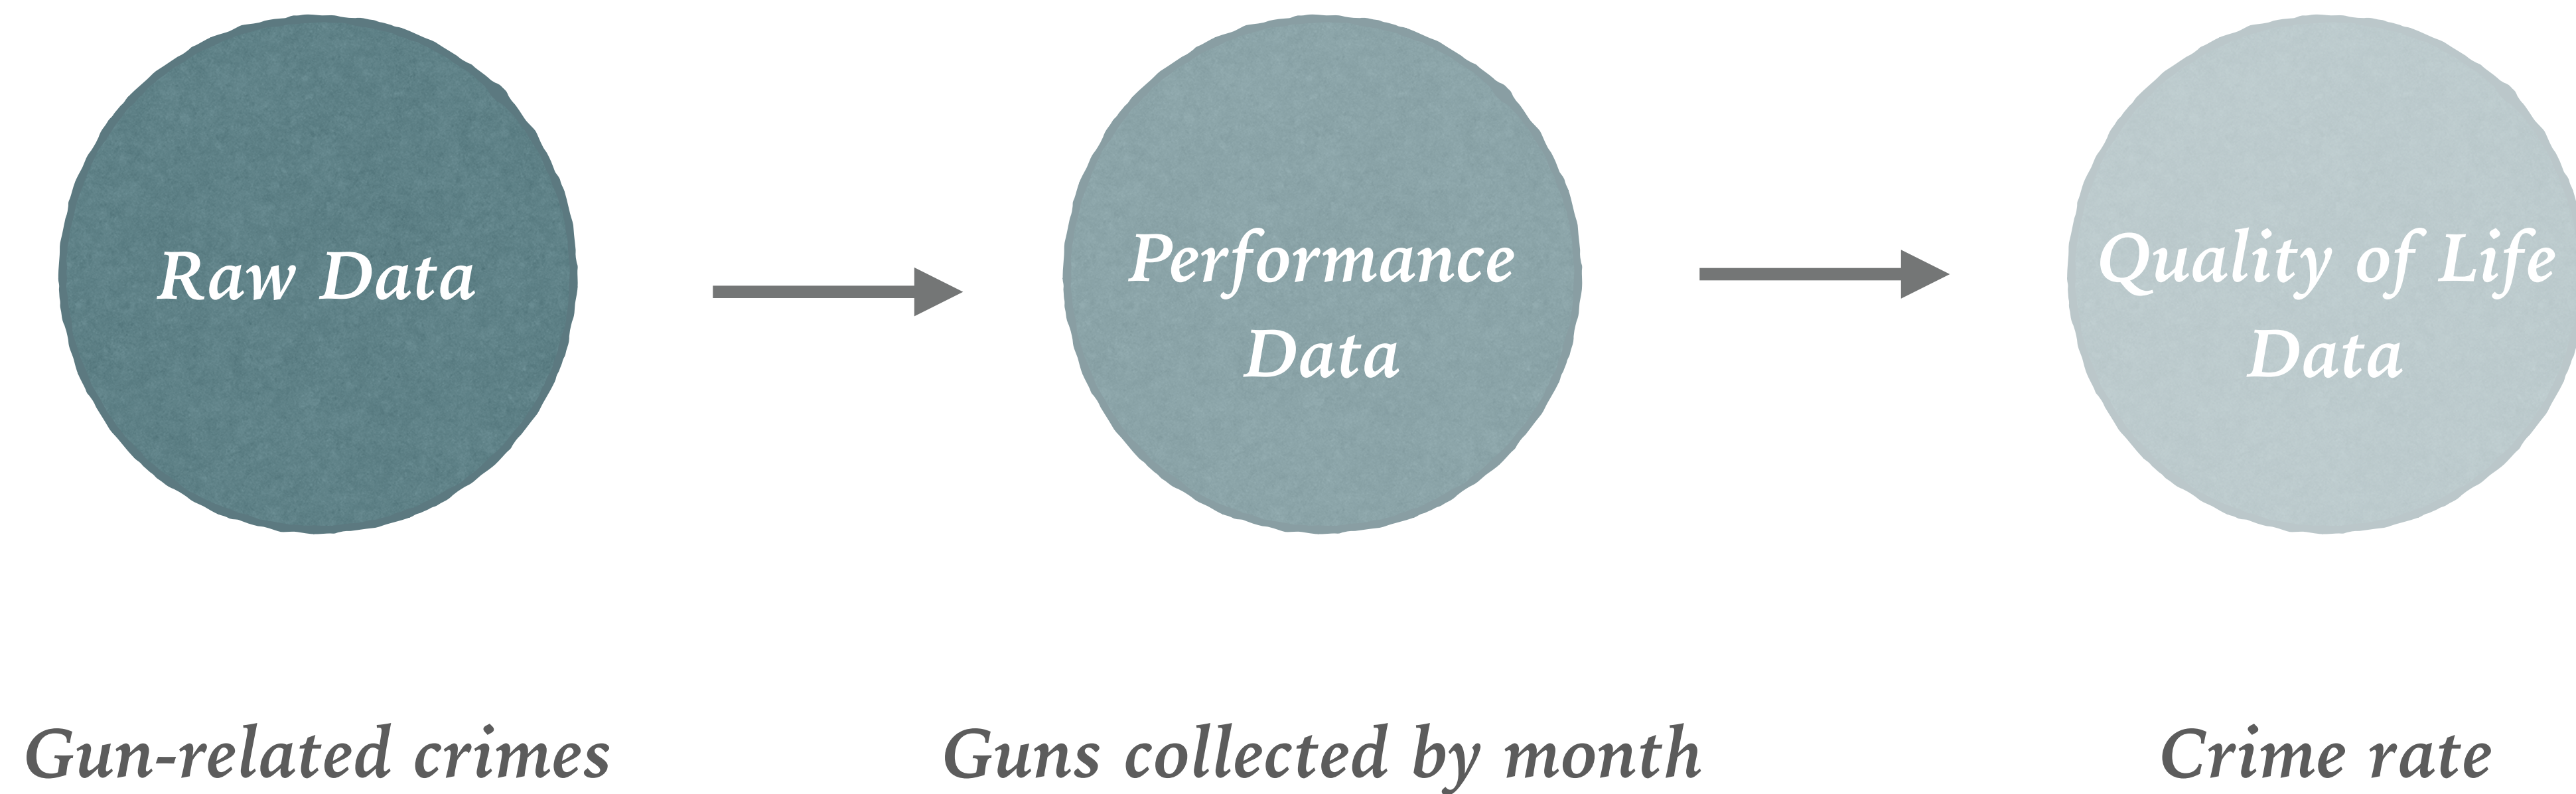 Raw Data
Performance
Data
Quality of Life
Data
Gun-related crimes
Guns collected by month
Crime rate